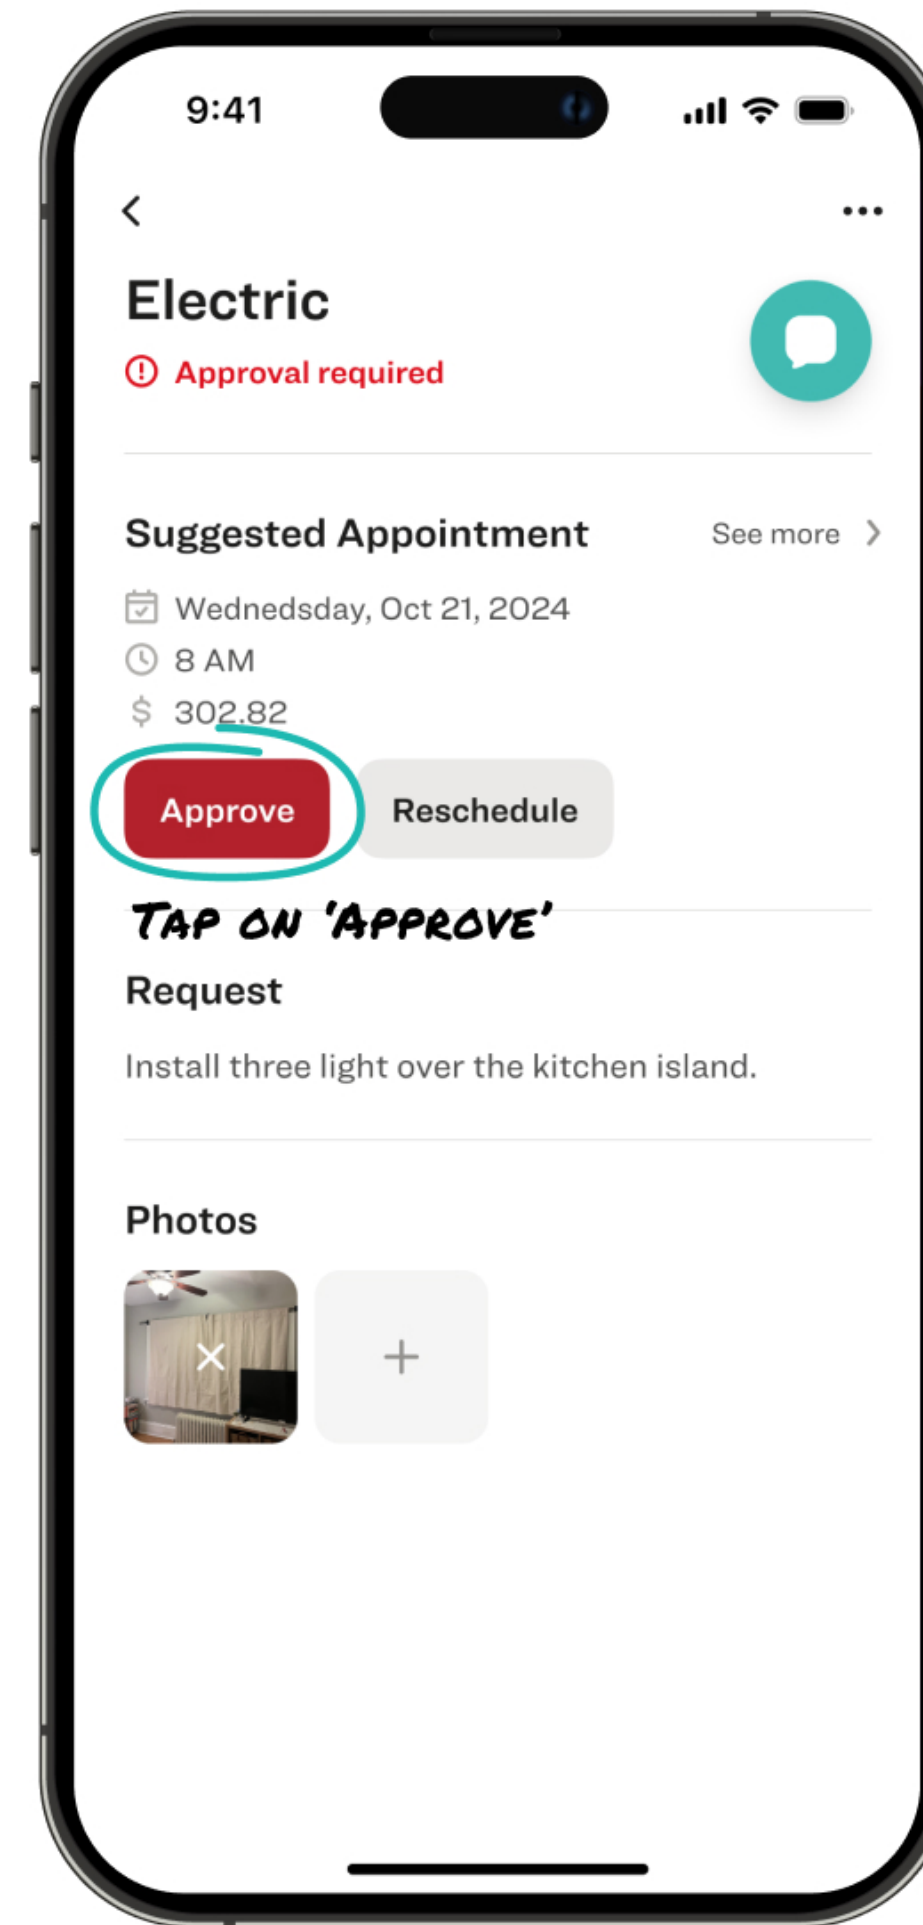 9:41
Electric
Approval required
Suggested Appointment See more
Wednedsday, Oct 21, 2024
8 AM
$ 302.82
Approve Reschedule
TAP ON 'APPROVE'
Request
Install three light over the kitchen island.
Photos